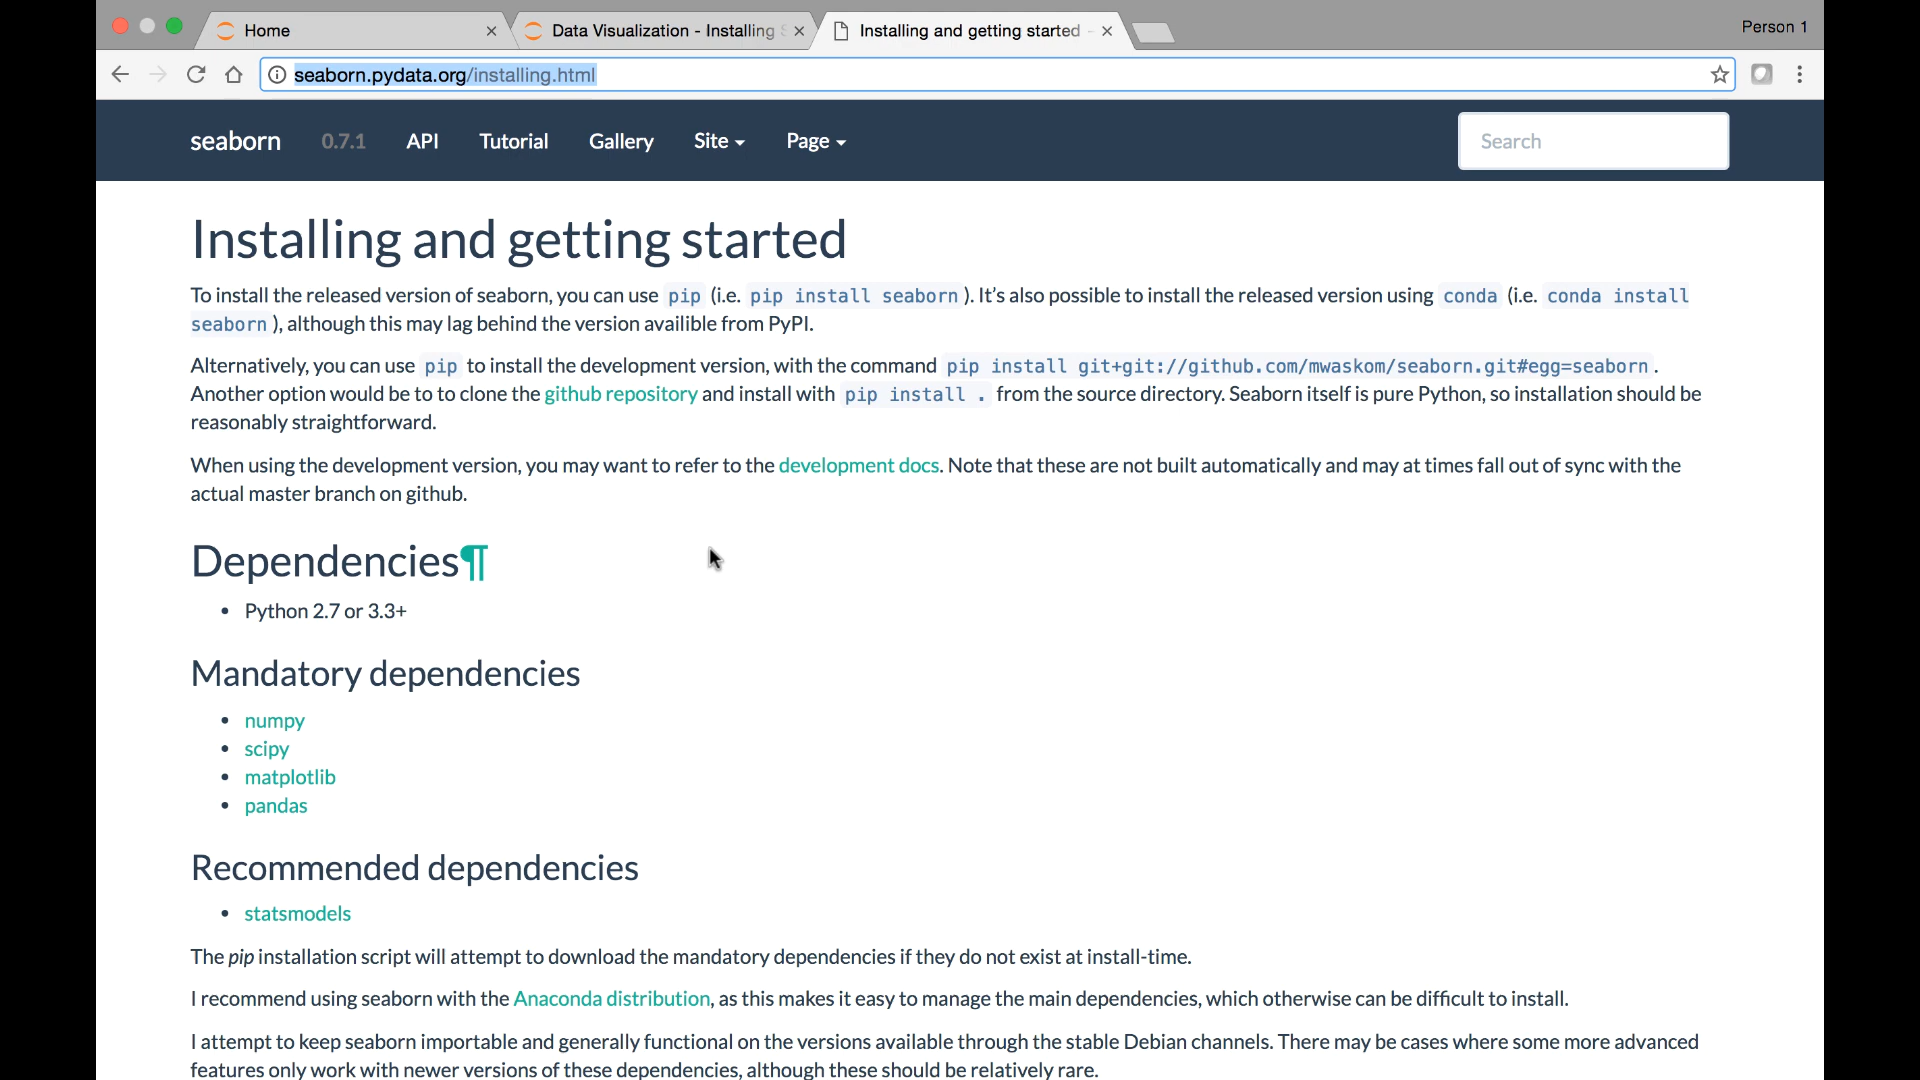 Home
Data Visualization - Installing S
Installing and getting started -
Person 1
seaborn.pydata.org/installing.html
seaborn 0.7.1 API Tutorial Gallery Site Page Search
Installing and getting started
To install the released version of seaborn, you can use pip (i.e. pip install seaborn ). It's also possible to install the released version using conda (i.e. conda install
seaborn ), although this may lag behind the version availible from PyPI.
Alternatively, you can use pip to install the development version, with the command pip install git+git://github.com/mwaskom/seaborn.git#egg=seaborn .
Another option would be to to clone the github repository and install with pip install . from the source directory. Seaborn itself is pure Python, so installation should be
reasonably straightforward.
When using the development version, you may want to refer to the development docs. Note that these are not built automatically and may at times fall out of sync with the
actual master branch on github.
Dependencies¶
• Python 2.7 or 3.3+
Mandatory dependencies
• numpy
• scipy
• matplotlib
• pandas
Recommended dependencies
• statsmodels
The pip installation script will attempt to download the mandatory dependencies if they do not exist at install-time.
I recommend using seaborn with the Anaconda distribution, as this makes it easy to manage the main dependencies, which otherwise can be difficult to install.
I attempt to keep seaborn importable and generally functional on the versions available through the stable Debian channels. There may be cases where some more advanced
features only work with newer versions of these dependencies, although these should be relatively rare.